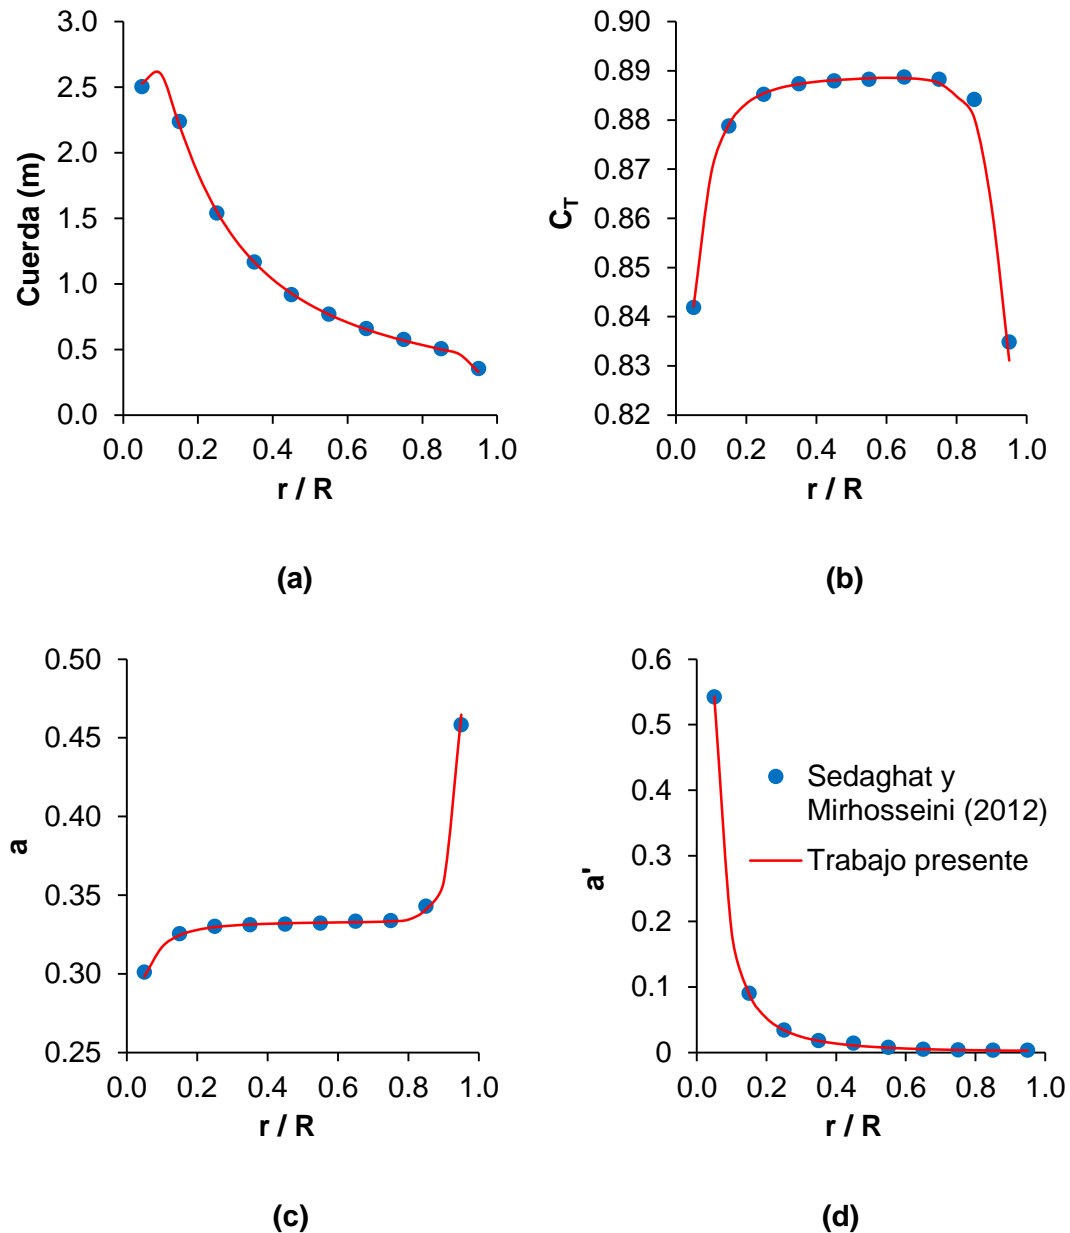 3.0
2.5
2.0
1.5
1.0
0.5
0.0
Cuerda (m)
0.0 0.2 0.4 0.6 0.8 1.0
r / R
(a)
0.90
0.89
0.88
0.87
0.86
0.85
0.84
0.83
0.82
C_T
0.0 0.2 0.4 0.6 0.8 1.0
r / R
(b)
0.50
0.45
0.40
0.35
0.30
0.25
a
0.0 0.2 0.4 0.6 0.8 1.0
r / R
(c)
0.6
0.5
0.4
0.3
0.2
0.1
0
a'
Sedaghat y
Mirhosseini (2012)
Trabajo presente
0.0 0.2 0.4 0.6 0.8 1.0
r / R
(d)